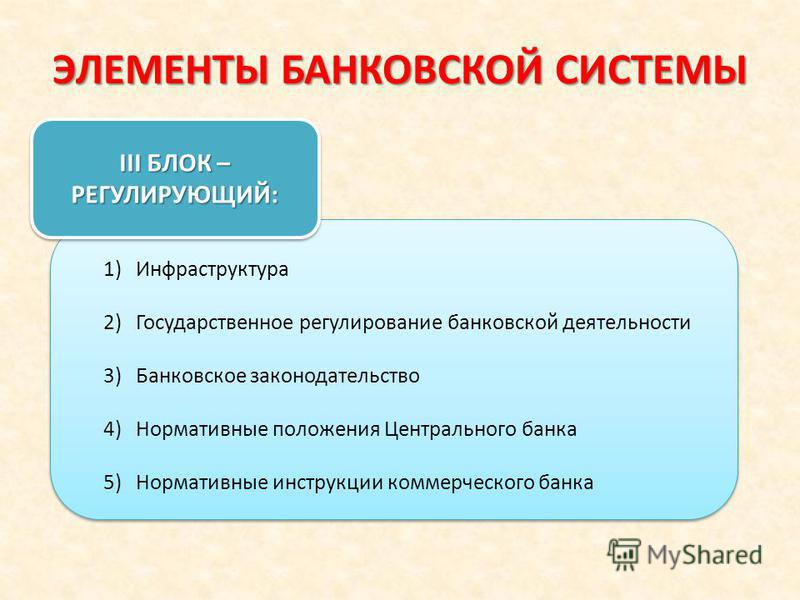 ЭЛЕМЕНТЫ БАНКОВСКОЙ СИСТЕМЫ
III БЛОК –
РЕГУЛИРУЮЩИЙ:
1) Инфраструктура
2) Государственное регулирование банковской деятельности
3) Банковское законодательство
4) Нормативные положения Центрального банка
5) Нормативные инструкции коммерческого банка
MyShared